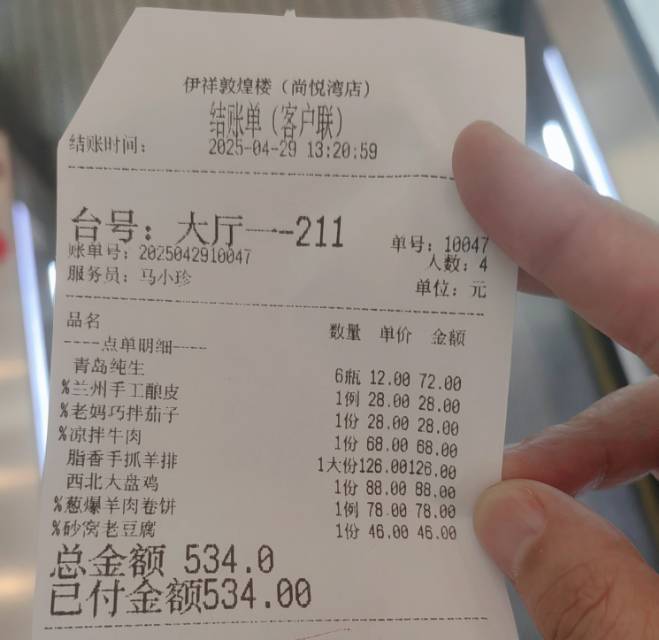 伊祥敦煌楼（尚悦湾店）
结账单（客户联）
结账时间： 2025-04-29 13:20:59
台号：大厅一--211
单号：10047
账单号：2025042910047
人数：4
服务员：马小珍
单位：元
品名 数量 单价 金额
----点单明细----
青岛纯生 6瓶 12.00 72.00
%兰州手工酿皮 1例 28.00 28.00
%老妈巧拌茄子 1份 28.00 28.00
%凉拌牛肉 1份 68.00 68.00
脂香手抓羊排 1大份126.00126.00
西北大盘鸡 1份 88.00 88.00
%葱爆羊肉卷饼 1例 78.00 78.00
%砂窝老豆腐 1份 46.00 46.00
总金额 534.0
已付金额534.00